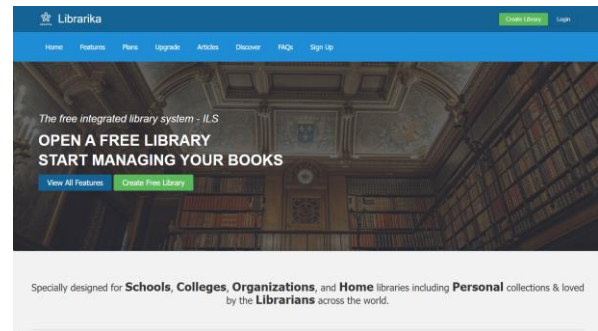 Librarika
Create Library Login
Home Features Plans Upgrade Articles Discover FAQs Sign Up
The free integrated library system - ILS
OPEN A FREE LIBRARY
START MANAGING YOUR BOOKS
View All Features Create Free Library
Specially designed for Schools, Colleges, Organizations, and Home libraries including Personal collections & loved
by the Librarians across the world.